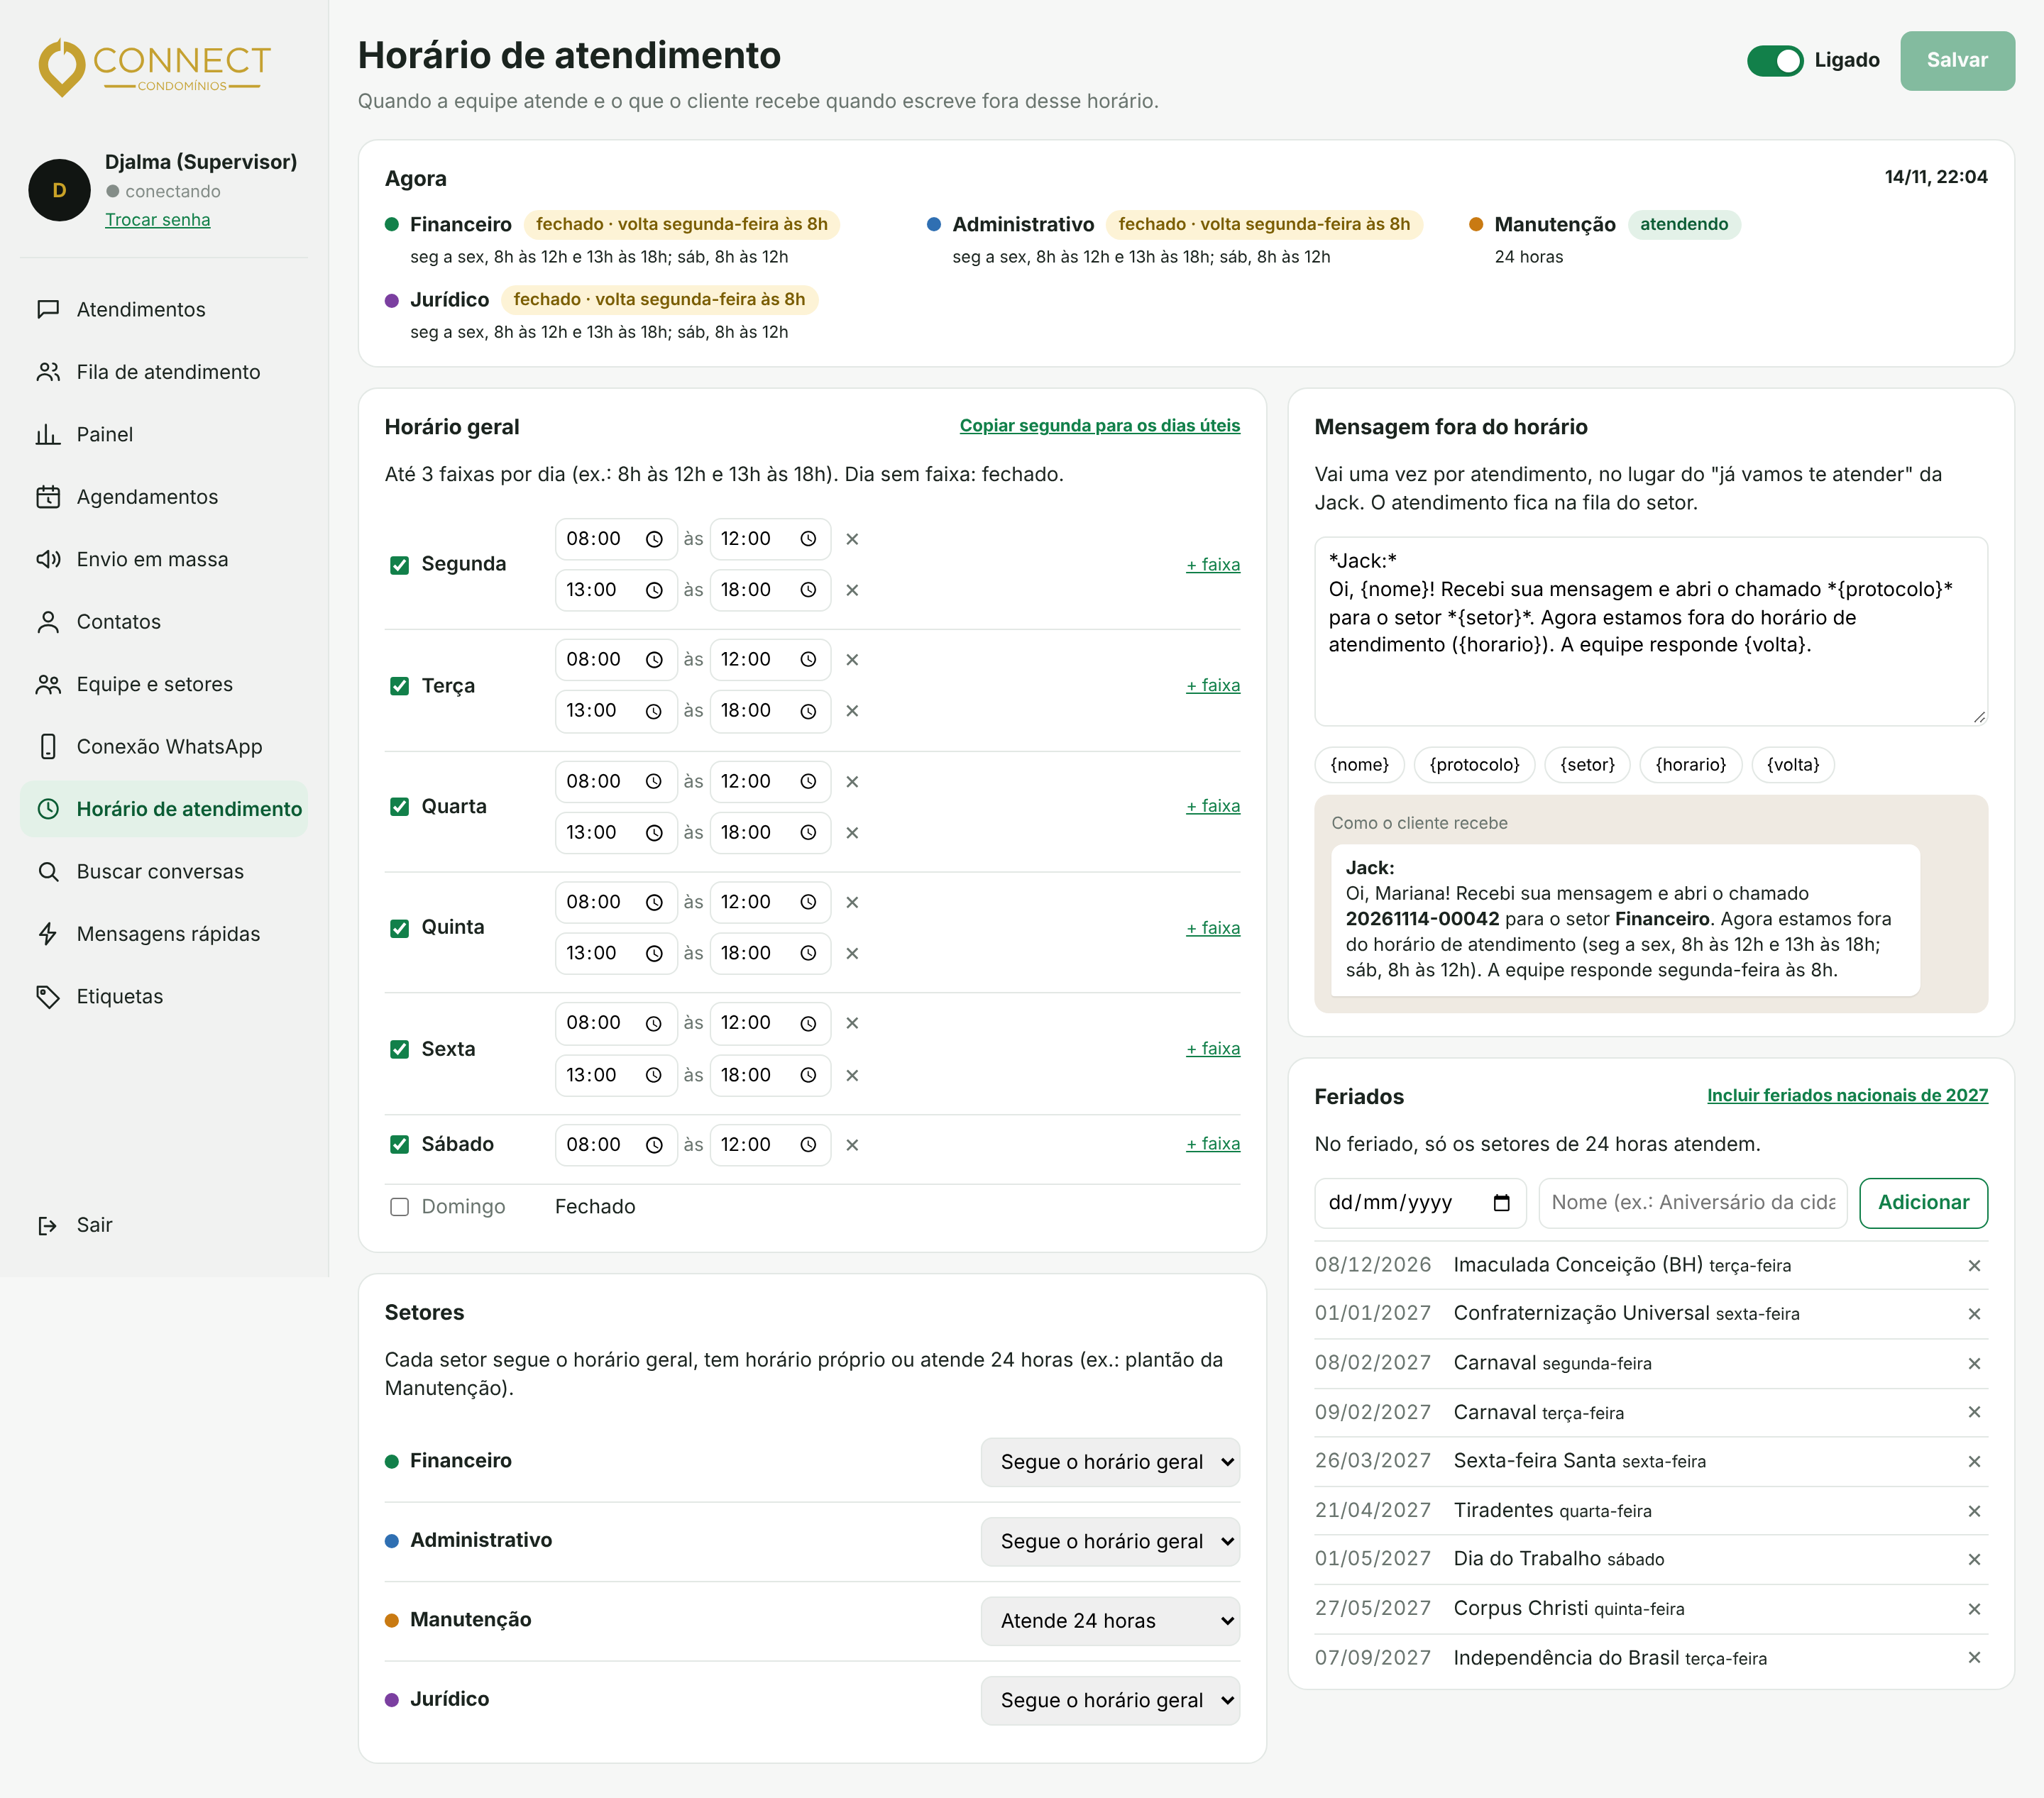 CONNECT
CONDOMÍNIOS
D
Djalma (Supervisor)
conectando
Trocar senha
Atendimentos
Fila de atendimento
Painel
Agendamentos
Envio em massa
Contatos
Equipe e setores
Conexão WhatsApp
Horário de atendimento
Buscar conversas
Mensagens rápidas
Etiquetas
Sair
Horário de atendimento
Quando a equipe atende e o que o cliente recebe quando escreve fora desse horário.
Ligado
Salvar
Agora
14/11, 22:04
Financeiro fechado · volta segunda-feira às 8h
seg a sex, 8h às 12h e 13h às 18h; sáb, 8h às 12h
Administrativo fechado · volta segunda-feira às 8h
seg a sex, 8h às 12h e 13h às 18h; sáb, 8h às 12h
Manutenção atendendo
24 horas
Jurídico fechado · volta segunda-feira às 8h
seg a sex, 8h às 12h e 13h às 18h; sáb, 8h às 12h
Horário geral
Copiar segunda para os dias úteis
Até 3 faixas por dia (ex.: 8h às 12h e 13h às 18h). Dia sem faixa: fechado.
Segunda
08:00 às 12:00 ✕
13:00 às 18:00 ✕
+ faixa
Terça
08:00 às 12:00 ✕
13:00 às 18:00 ✕
+ faixa
Quarta
08:00 às 12:00 ✕
13:00 às 18:00 ✕
+ faixa
Quinta
08:00 às 12:00 ✕
13:00 às 18:00 ✕
+ faixa
Sexta
08:00 às 12:00 ✕
13:00 às 18:00 ✕
+ faixa
Sábado
08:00 às 12:00 ✕
+ faixa
Domingo
Fechado
Setores
Cada setor segue o horário geral, tem horário próprio ou atende 24 horas (ex.: plantão da
Manutenção).
Financeiro
Segue o horário geral
Administrativo
Segue o horário geral
Manutenção
Atende 24 horas
Jurídico
Segue o horário geral
Mensagem fora do horário
Vai uma vez por atendimento, no lugar do "já vamos te atender" da
Jack. O atendimento fica na fila do setor.
*Jack:*
Oi, {nome}! Recebi sua mensagem e abri o chamado *{protocolo}*
para o setor *{setor}*. Agora estamos fora do horário de
atendimento ({horario}). A equipe responde {volta}.
{nome} {protocolo} {setor} {horario} {volta}
Como o cliente recebe
Jack:
Oi, Mariana! Recebi sua mensagem e abri o chamado
20261114-00042 para o setor Financeiro. Agora estamos fora
do horário de atendimento (seg a sex, 8h às 12h e 13h às 18h;
sáb, 8h às 12h). A equipe responde segunda-feira às 8h.
Feriados
Incluir feriados nacionais de 2027
No feriado, só os setores de 24 horas atendem.
dd/mm/yyyy
Nome (ex.: Aniversário da cida
Adicionar
08/12/2026 Imaculada Conceição (BH) terça-feira ✕
01/01/2027 Confraternização Universal sexta-feira ✕
08/02/2027 Carnaval segunda-feira ✕
09/02/2027 Carnaval terça-feira ✕
26/03/2027 Sexta-feira Santa sexta-feira ✕
21/04/2027 Tiradentes quarta-feira ✕
01/05/2027 Dia do Trabalho sábado ✕
27/05/2027 Corpus Christi quinta-feira ✕
07/09/2027 Independência do Brasil terça-feira ✕